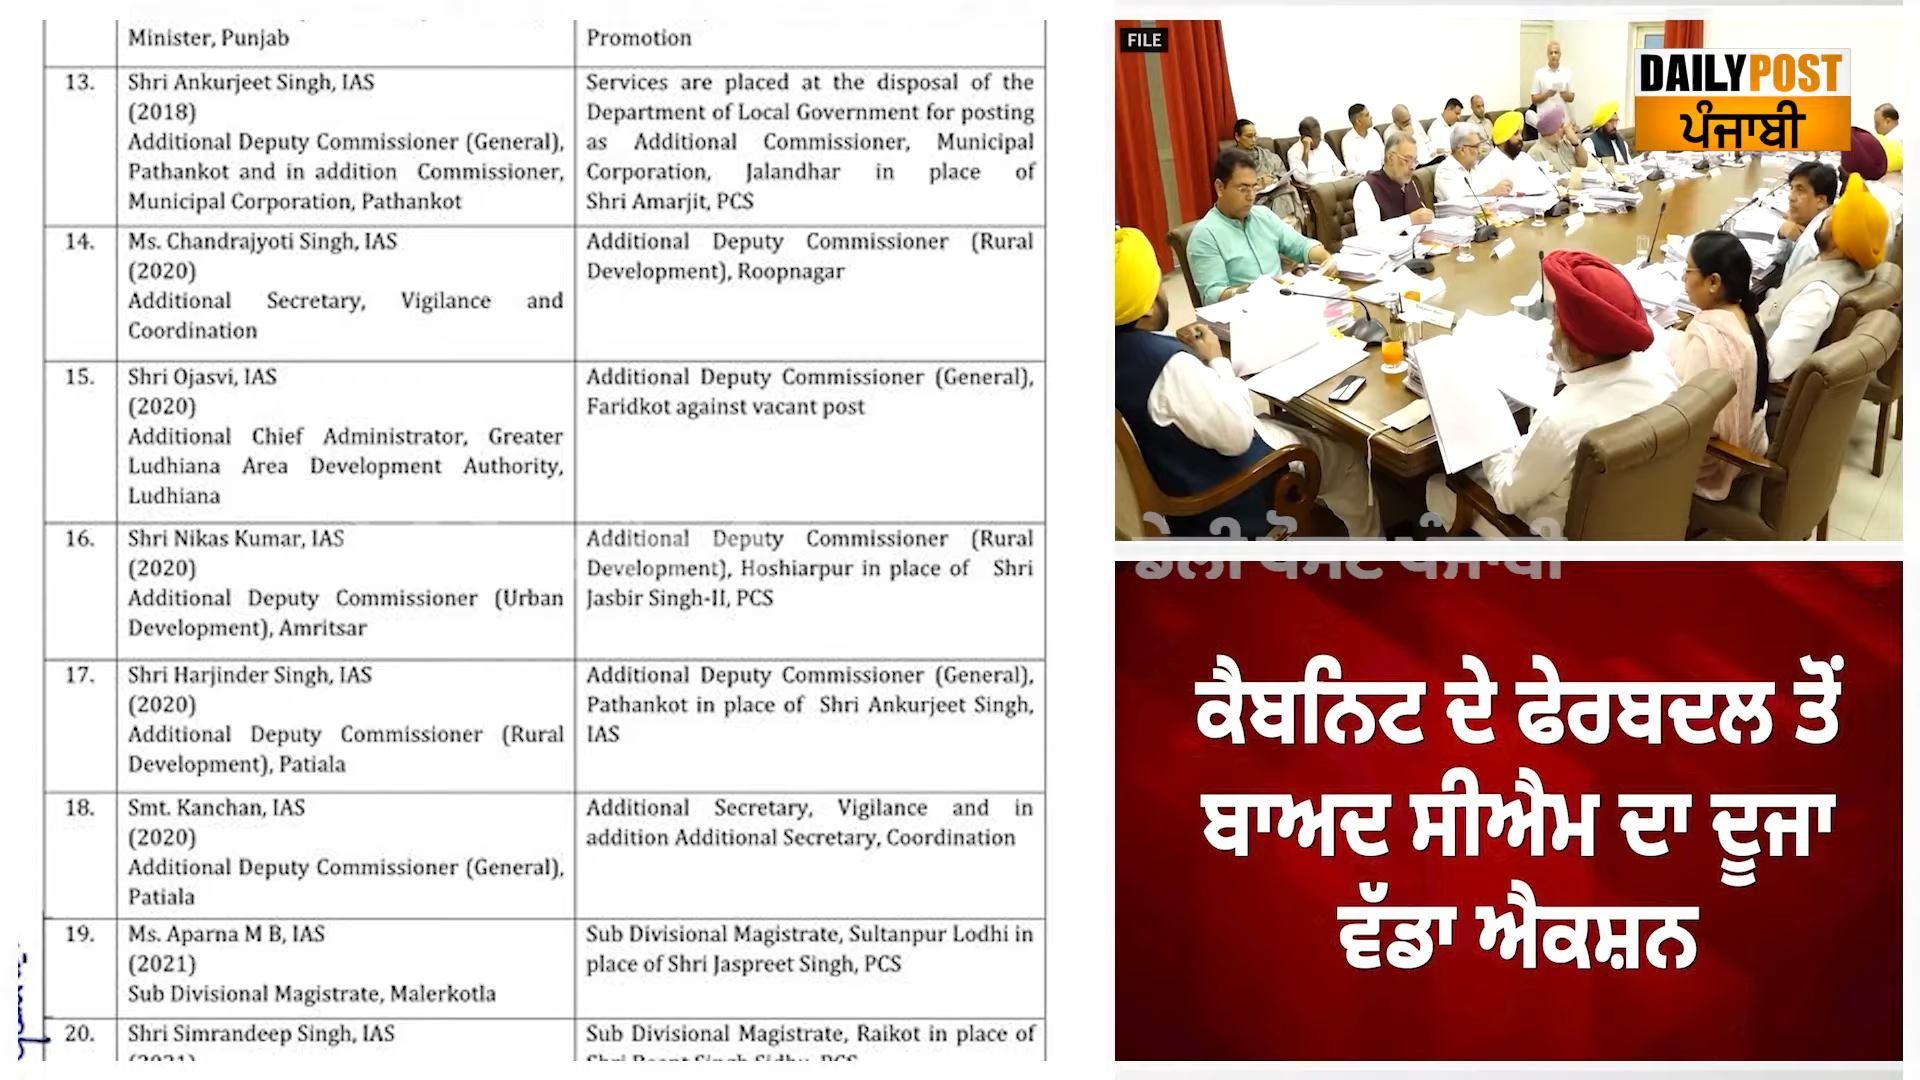 Minister, Punjab
Promotion
13.
Shri Ankurjeet Singh, IAS
(2018)
Additional Deputy Commissioner (General),
Pathankot and in addition Commissioner,
Municipal Corporation, Pathankot
Services are placed at the disposal of the
Department of Local Government for posting
as Additional Commissioner, Municipal
Corporation, Jalandhar in place of
Shri Amarjit, PCS
14.
Ms. Chandrajyoti Singh, IAS
(2020)
Additional Secretary, Vigilance and
Coordination
Additional Deputy Commissioner (Rural
Development), Roopnagar
15.
Shri Ojasvi, IAS
(2020)
Additional Chief Administrator, Greater
Ludhiana Area Development Authority,
Ludhiana
Additional Deputy Commissioner (General),
Faridkot against vacant post
16.
Shri Nikas Kumar, IAS
(2020)
Additional Deputy Commissioner (Urban
Development), Amritsar
Additional Deputy Commissioner (Rural
Development), Hoshiarpur in place of Shri
Jasbir Singh-II, PCS
17.
Shri Harjinder Singh, IAS
(2020)
Additional Deputy Commissioner (Rural
Development), Patiala
Additional Deputy Commissioner (General),
Pathankot in place of Shri Ankurjeet Singh,
IAS
18.
Smt. Kanchan, IAS
(2020)
Additional Deputy Commissioner (General),
Patiala
Additional Secretary, Vigilance and in
addition Additional Secretary, Coordination
19.
Ms. Aparna M B, IAS
(2021)
Sub Divisional Magistrate, Malerkotla
Sub Divisional Magistrate, Sultanpur Lodhi in
place of Shri Jaspreet Singh, PCS
20.
Shri Simrandeep Singh, IAS
(2021)
Sub Divisional Magistrate, Raikot in place of
Shri Beant Singh Sidhu, PCS
FILE
DAILYPOST
ਪੰਜਾਬੀ
ਡੇਲੀ ਪੋਸਟ ਪੰਜਾਬੀ
ਕੈਬਨਿਟ ਦੇ ਫੇਰਬਦਲ ਤੋਂ
ਬਾਅਦ ਸੀਐਮ ਦਾ ਦੂਜਾ
ਵੱਡਾ ਐਕਸ਼ਨ